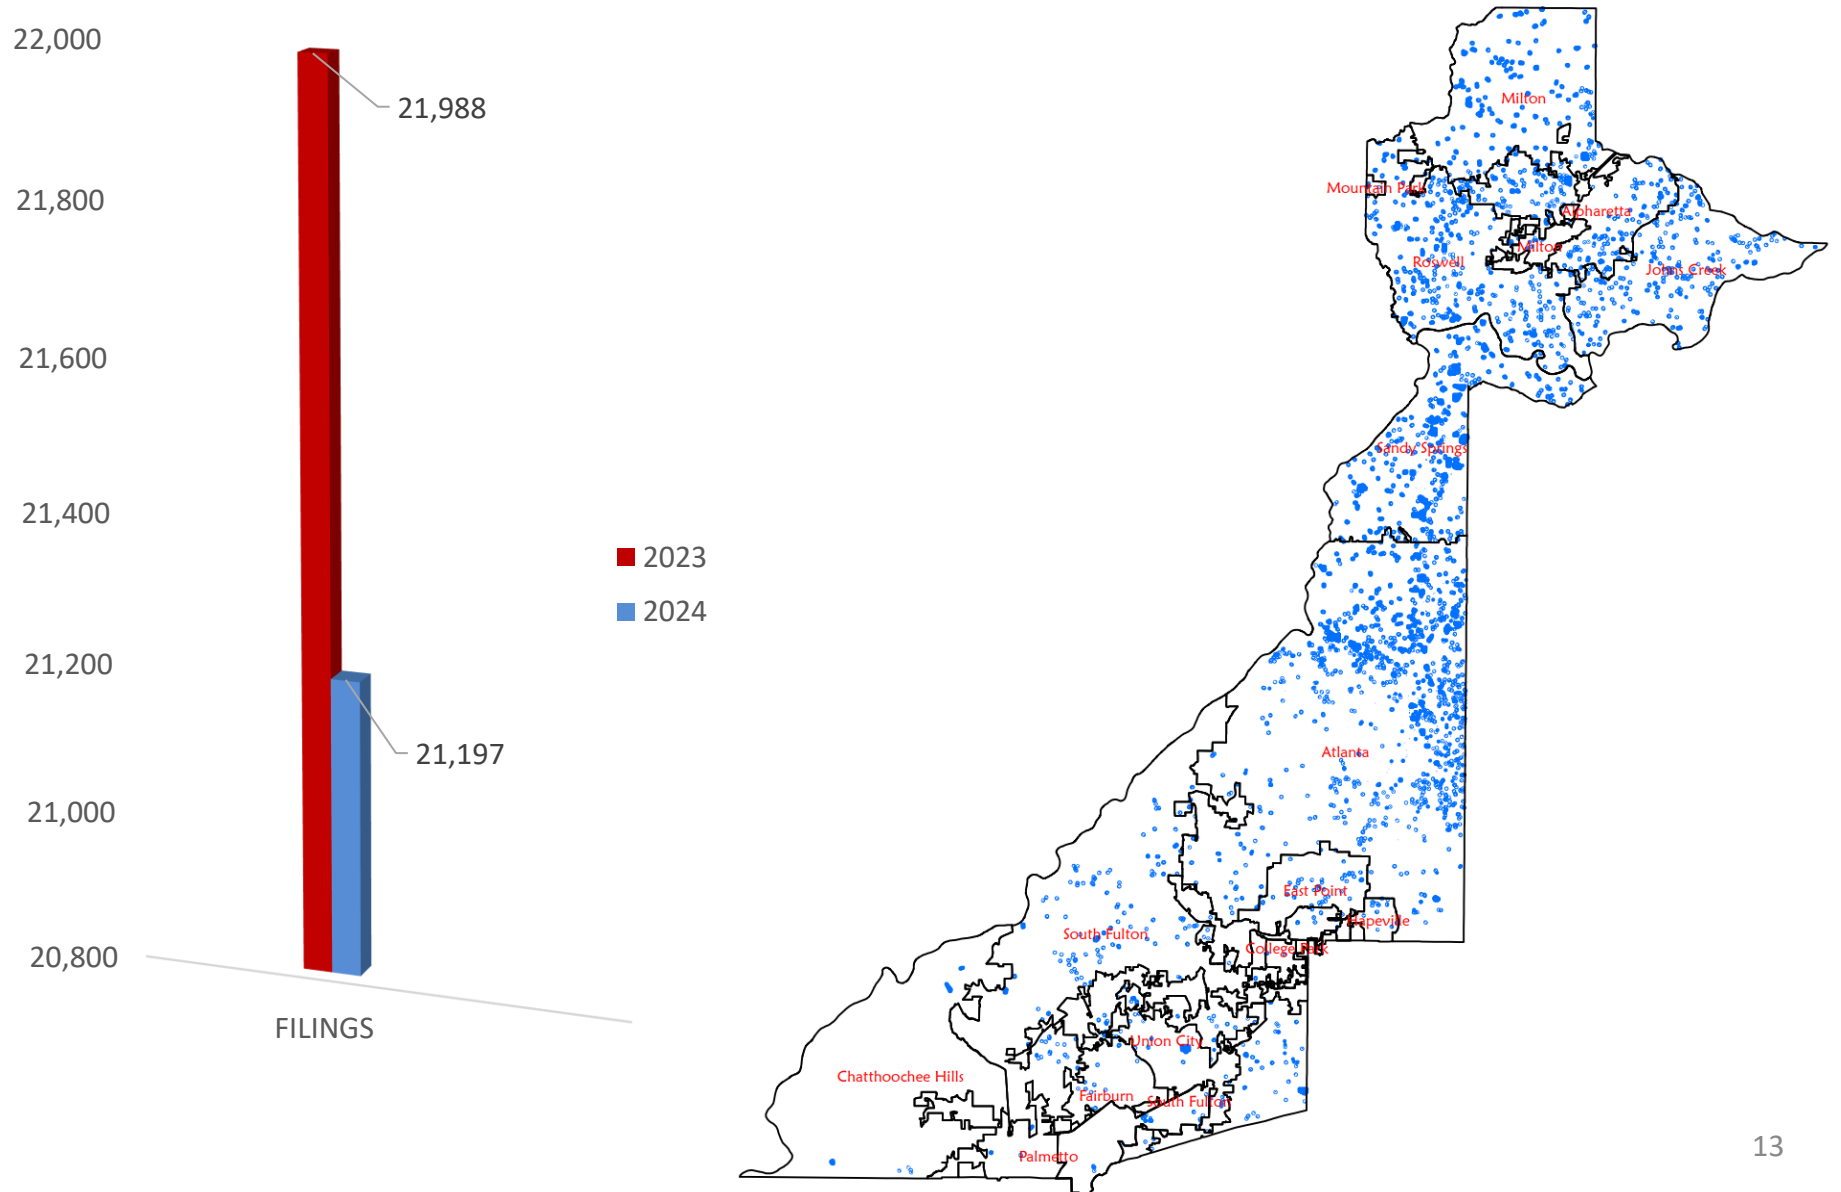 22,000
21,988
21,800
21,600
21,400
2023
2024
21,200
21,197
21,000
20,800
FILINGS
Milton
Mountain Park
Alpharetta
Milton
Roswell
Johns Creek
Sandy Springs
Atlanta
East Point
Hapeville
South Fulton
College Park
Union City
Chatthoochee Hills
Fairburn
South Fulton
Palmetto
13